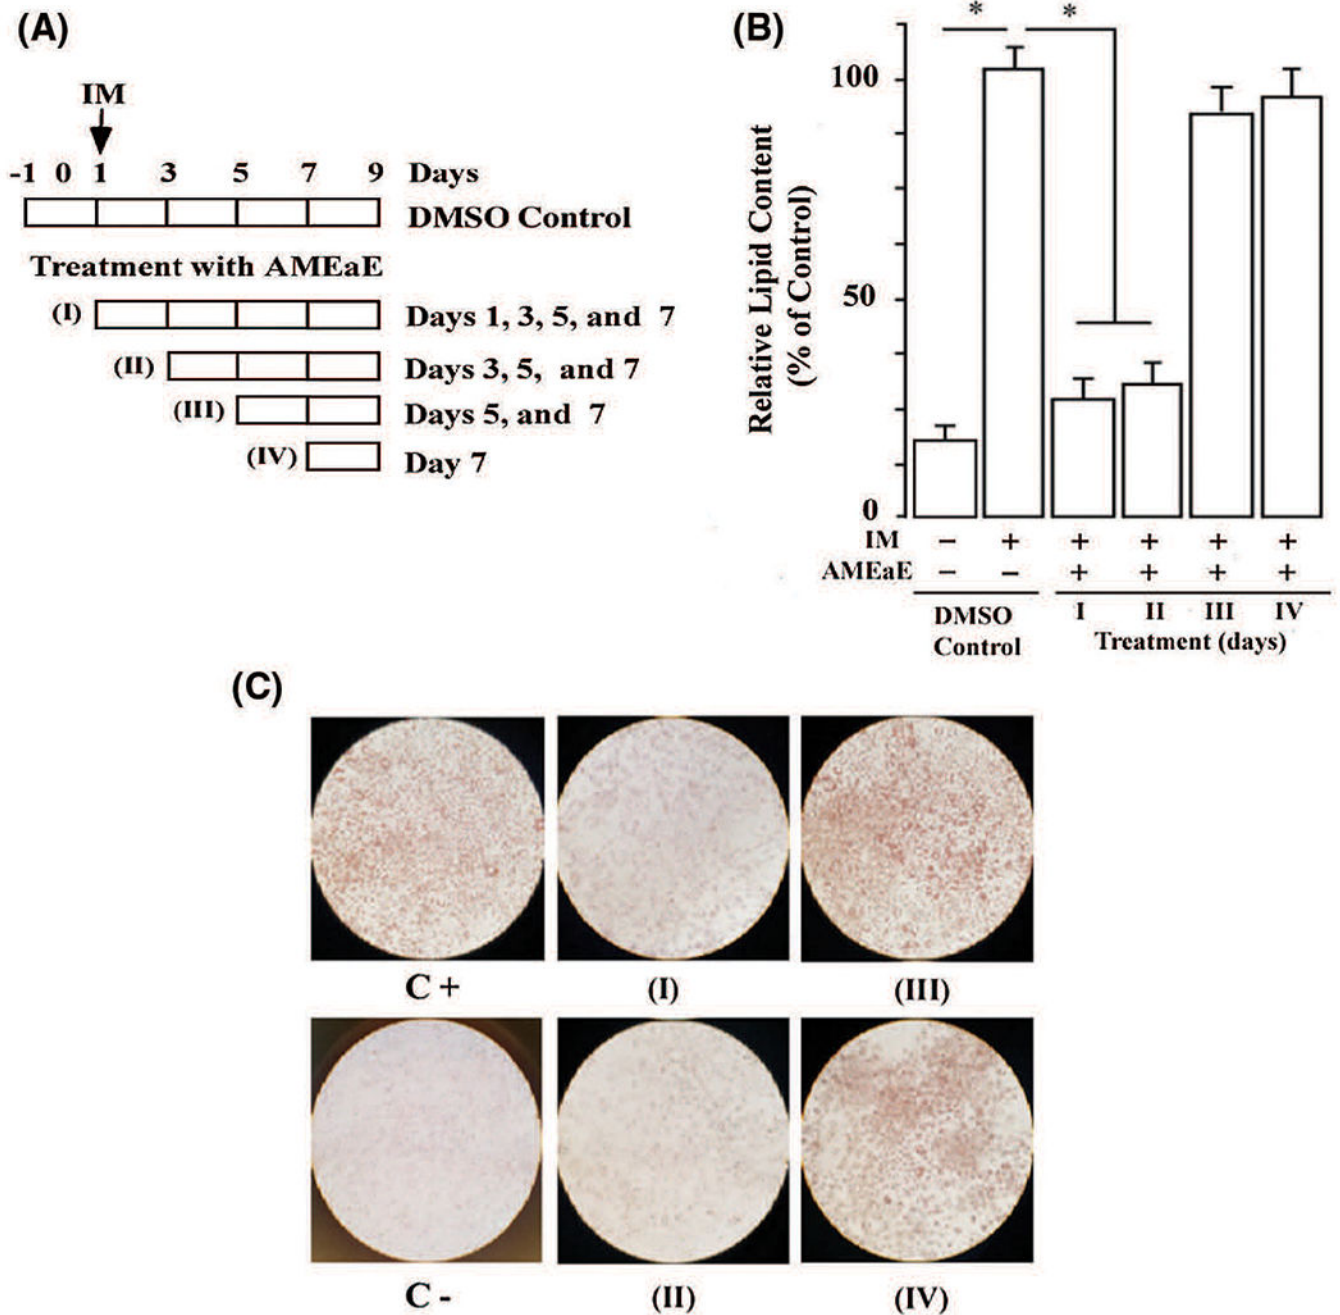 (A)
IM
-1 0 1 3 5 7 9 Days
DMSO Control
Treatment with AMEaE
(I) Days 1, 3, 5, and 7
(II) Days 3, 5, and 7
(III) Days 5, and 7
(IV) Day 7
(B)
* *
Relative Lipid Content
(% of Control)
100
50
0
IM − + + + + +
AMEaE − − + + + +
DMSO
Control
I II III IV
Treatment (days)
(C)
C + (I) (III)
C - (II) (IV)